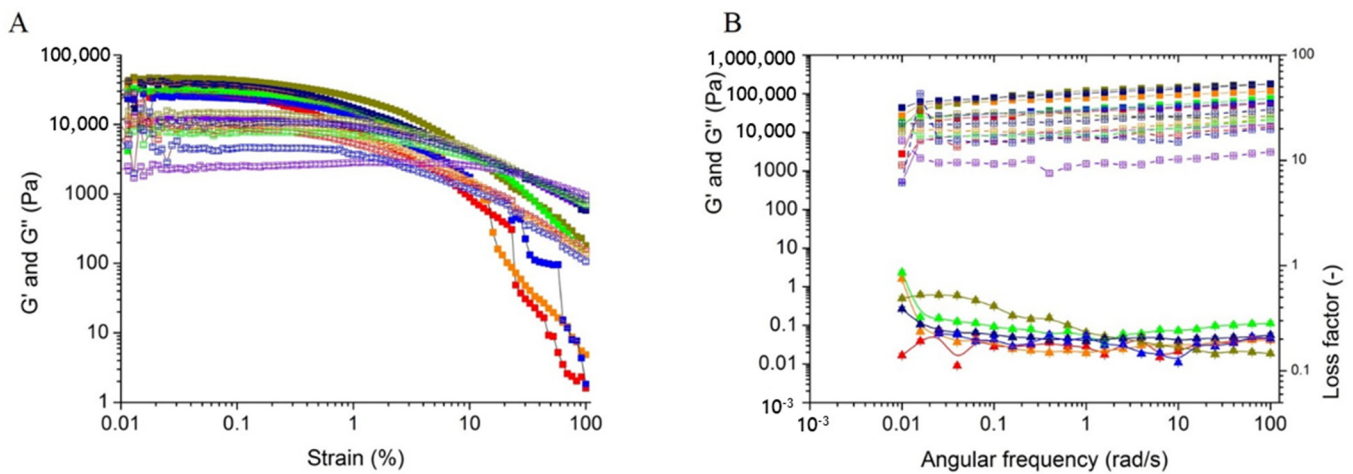 A
B
100,000
10,000
1000
100
10
1
G' and G'' (Pa)
0.01 0.1 1 10 100
Strain (%)
1,000,000
100,000
10,000
1000
100
10
1
0.1
0.01
10-3
G' and G'' (Pa)
10-3 0.01 0.1 1 10 100
Angular frequency (rad/s)
100
10
1
0.1
Loss factor (-)